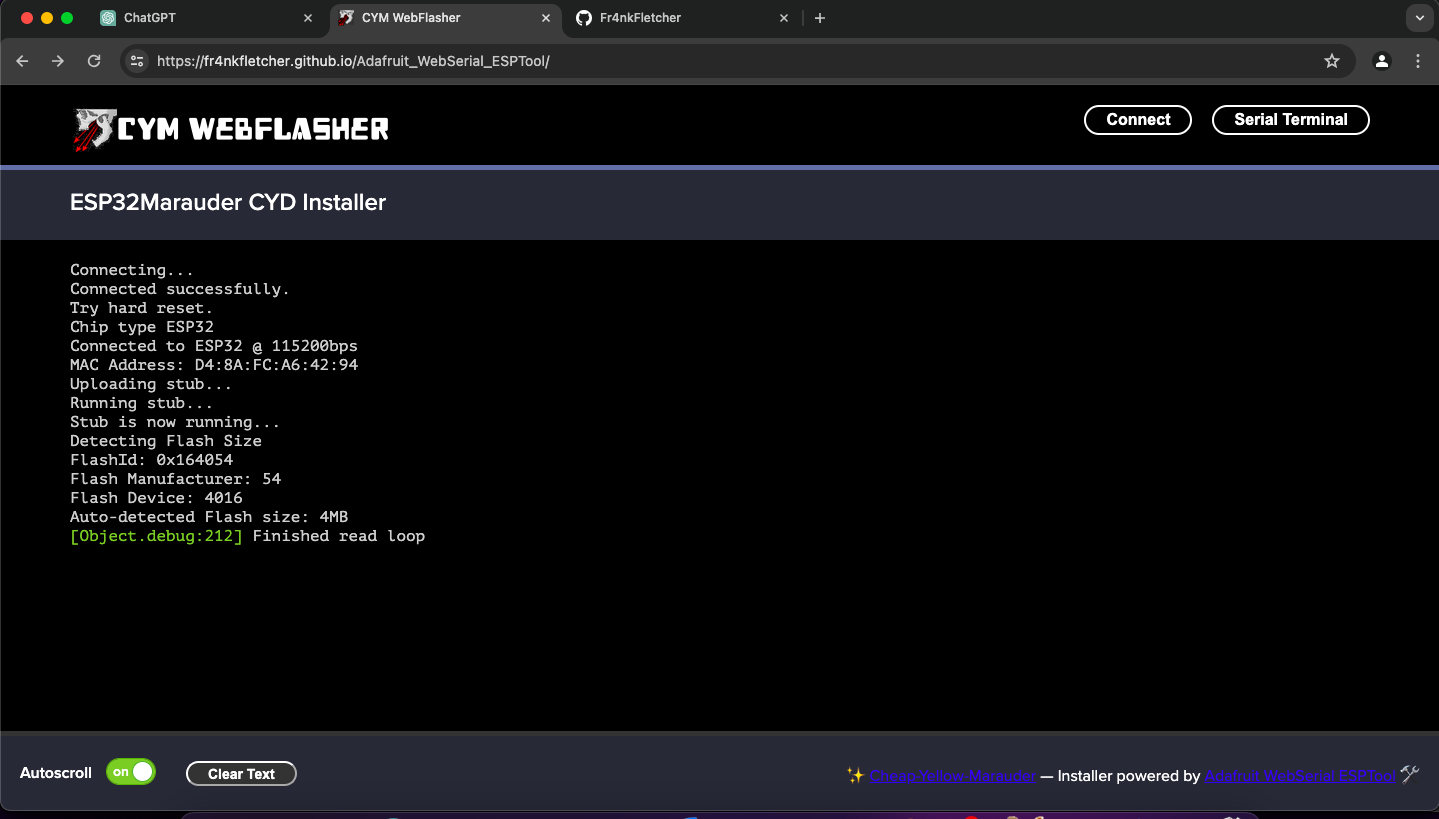 ChatGPT
CYM WebFlasher
Fr4nkFletcher
https://fr4nkfletcher.github.io/Adafruit_WebSerial_ESPTool/
CYM WEBFLASHER
Connect
Serial Terminal
ESP32Marauder CYD Installer
Connecting...
Connected successfully.
Try hard reset.
Chip type ESP32
Connected to ESP32 @ 115200bps
MAC Address: D4:8A:FC:A6:42:94
Uploading stub...
Running stub...
Stub is now running...
Detecting Flash Size
FlashId: 0x164054
Flash Manufacturer: 54
Flash Device: 4016
Auto-detected Flash size: 4MB
[Object.debug:212] Finished read loop
Autoscroll on Clear Text
✨ Cheap-Yellow-Marauder — Installer powered by Adafruit WebSerial ESPTool 🛠